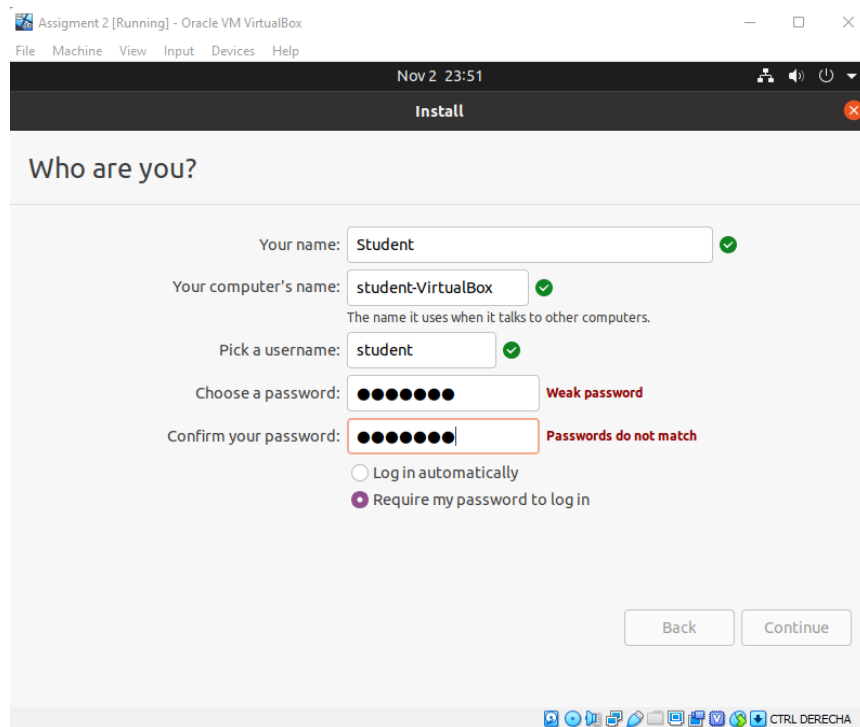 Assigment 2 [Running] - Oracle VM VirtualBox
File Machine View Input Devices Help
Nov 2 23:51
Install
Who are you?
Your name: Student
Your computer's name: student-VirtualBox
The name it uses when it talks to other computers.
Pick a username: student
Choose a password: ●●●●●●● Weak password
Confirm your password: ●●●●●●● Passwords do not match
Log in automatically
Require my password to log in
Back Continue
CTRL DERECHA